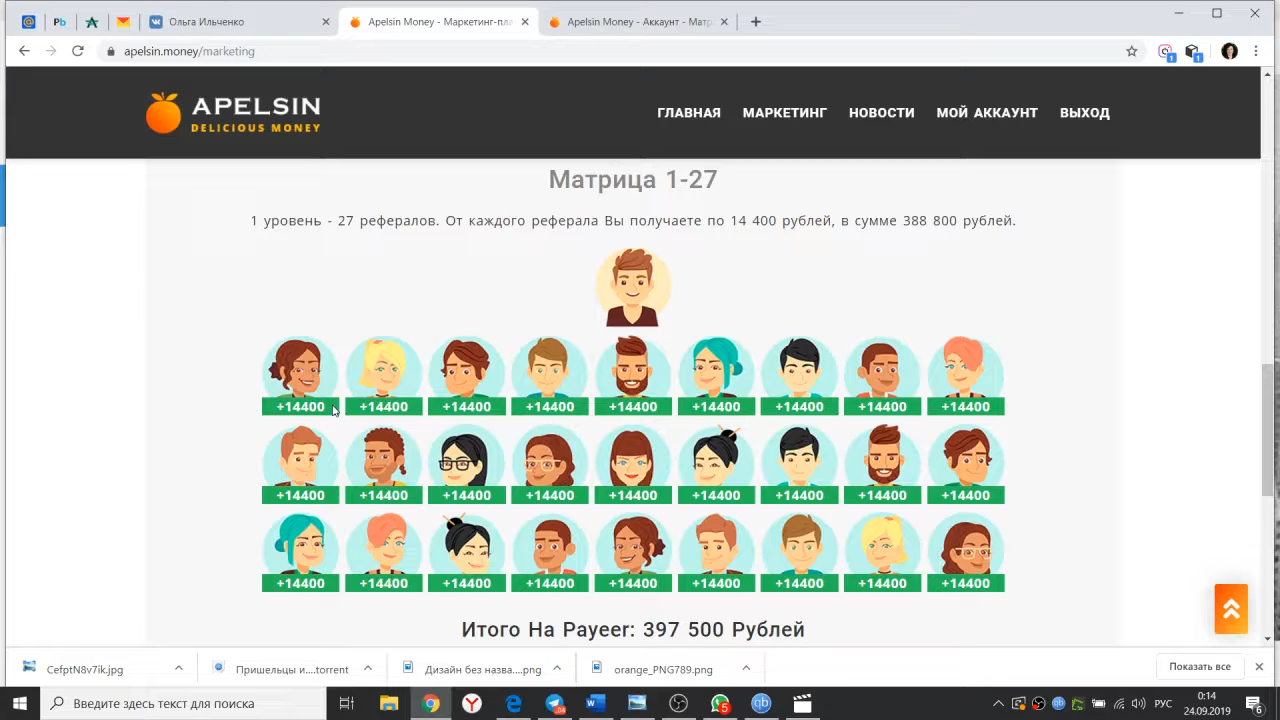 Ольга Ильченко
Apelsin Money - Маркетинг-пла
Apelsin Money - Аккаунт - Матр
apelsin.money/marketing
APELSIN
DELICIOUS MONEY
ГЛАВНАЯ МАРКЕТИНГ НОВОСТИ МОЙ АККАУНТ ВЫХОД
Матрица 1-27
1 уровень - 27 рефералов. От каждого реферала Вы получаете по 14 400 рублей, в сумме 388 800 рублей.
+14400 +14400 +14400 +14400 +14400 +14400 +14400 +14400 +14400
+14400 +14400 +14400 +14400 +14400 +14400 +14400 +14400 +14400
+14400 +14400 +14400 +14400 +14400 +14400 +14400 +14400 +14400
Итого На Payeer: 397 500 Рублей
CefptN8v7ik.jpg Пришельцы и....torrent Дизайн без назва....png orange_PNG789.png Показать все
Введите здесь текст для поиска
РУС
0:14
24.09.2019